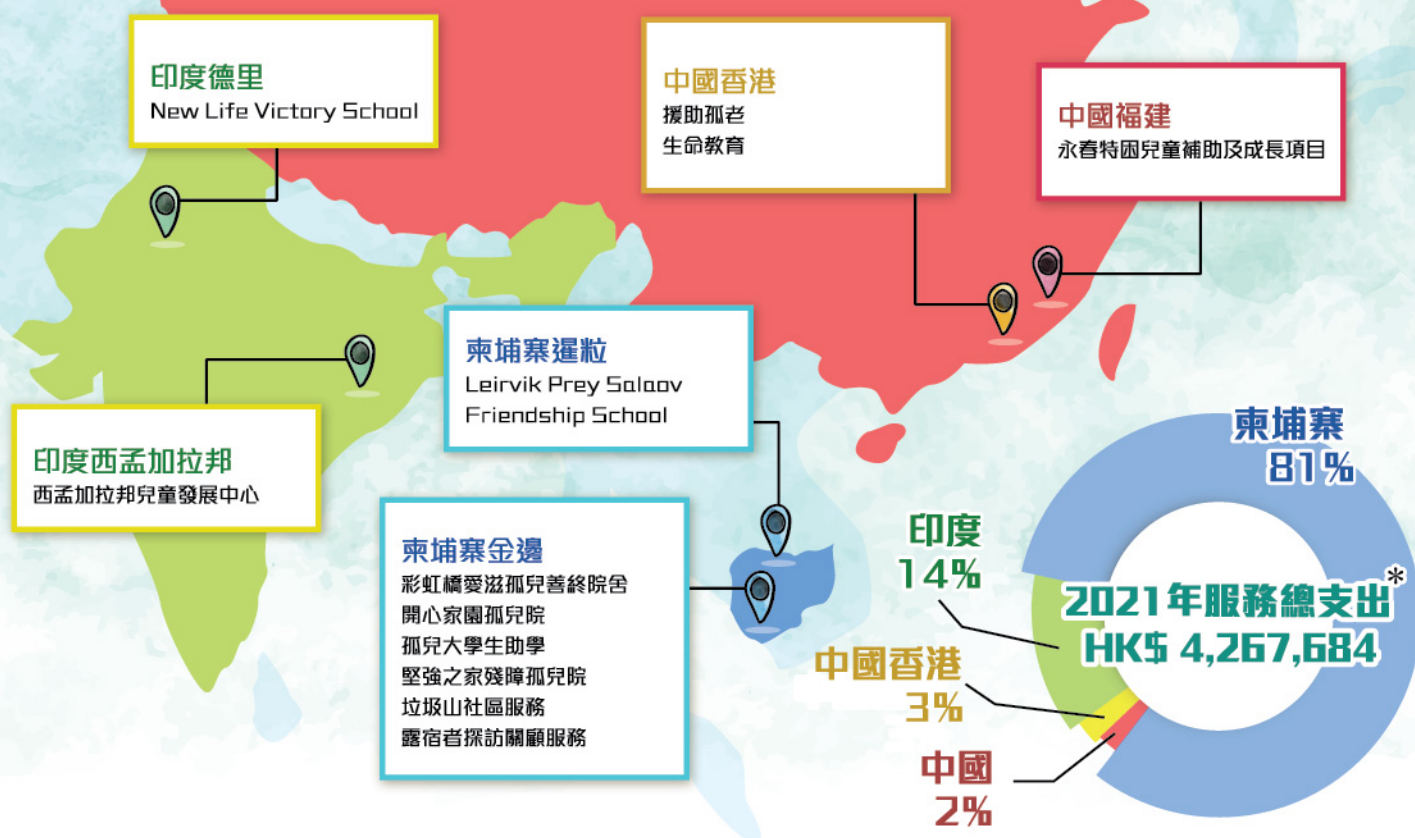 印度德里
New Life Victory School
中國香港
援助孤老
生命教育
中國福建
永春特困兒童補助及成長項目
柬埔寨暹粒
Leirvik Prey Salaov
Friendship School
印度西孟加拉邦
西孟加拉邦兒童發展中心
柬埔寨金邊
彩虹橋愛滋孤兒善終院舍
開心家園孤兒院
孤兒大學生助學
堅強之家殘障孤兒院
垃圾山社區服務
露宿者探訪關顧服務
柬埔寨
81%
印度
14%
2021年服務總支出*
HK$ 4,267,684
中國香港
3%
中國
2%